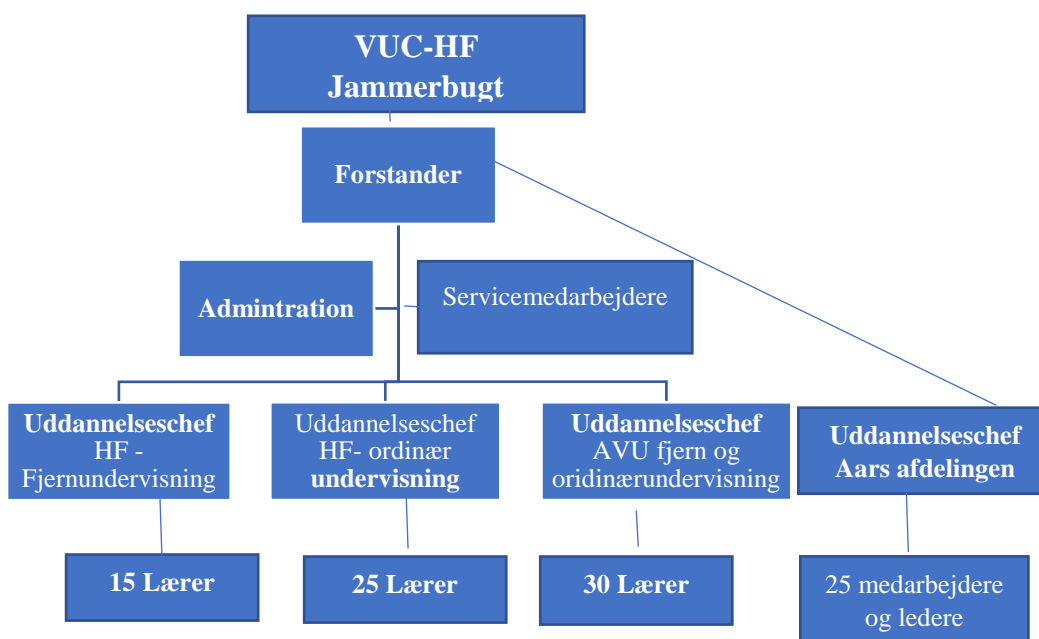 VUC-HF
Jammerbugt
Forstander
Admintration
Servicemedarbejdere
Uddannelseschef
HF -
Fjernundervisning
Uddannelseschef
HF- ordinær
undervisning
Uddannelseschef
AVU fjern og
oridinærundervisning
Uddannelseschef
Aars afdelingen
15 Lærer
25 Lærer
30 Lærer
25 medarbejdere
og ledere